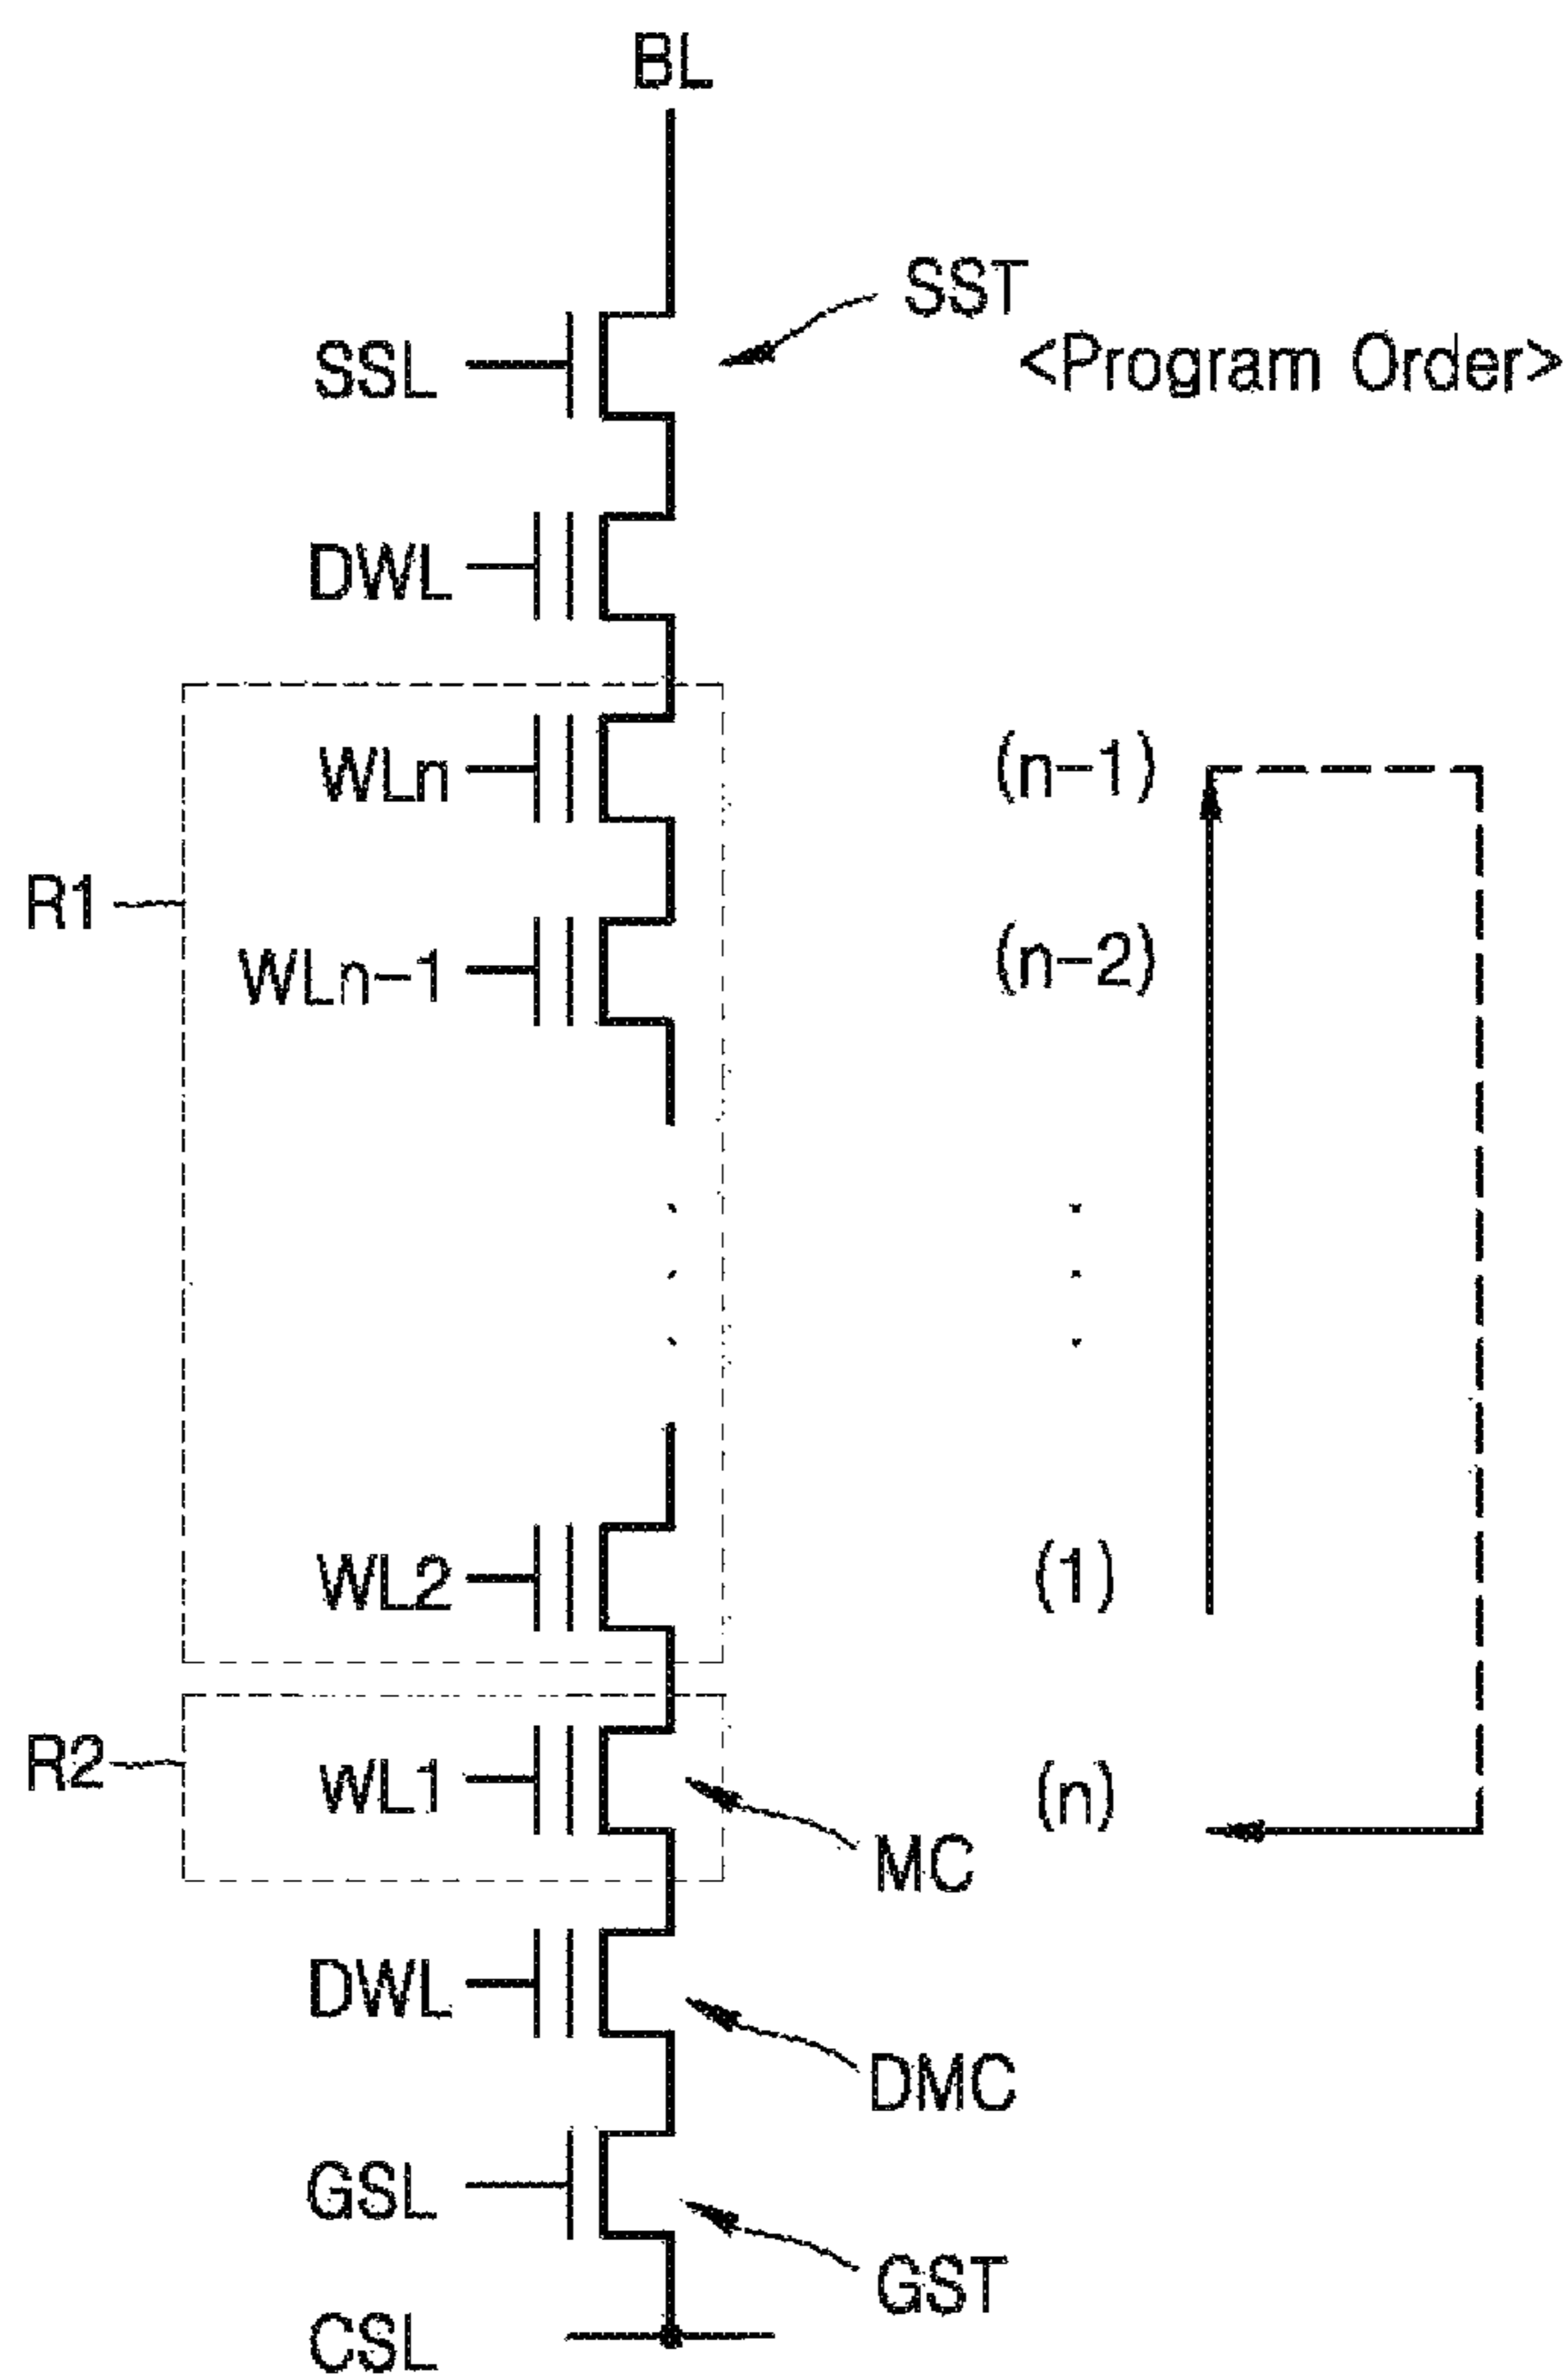 BL
SST
SSL
<Program Order>
DWL
WLn
(n-1)
R1
WLn-1
(n-2)
WL2
(1)
R2
WL1
(n)
MC
DWL
DMC
GSL
GST
CSL